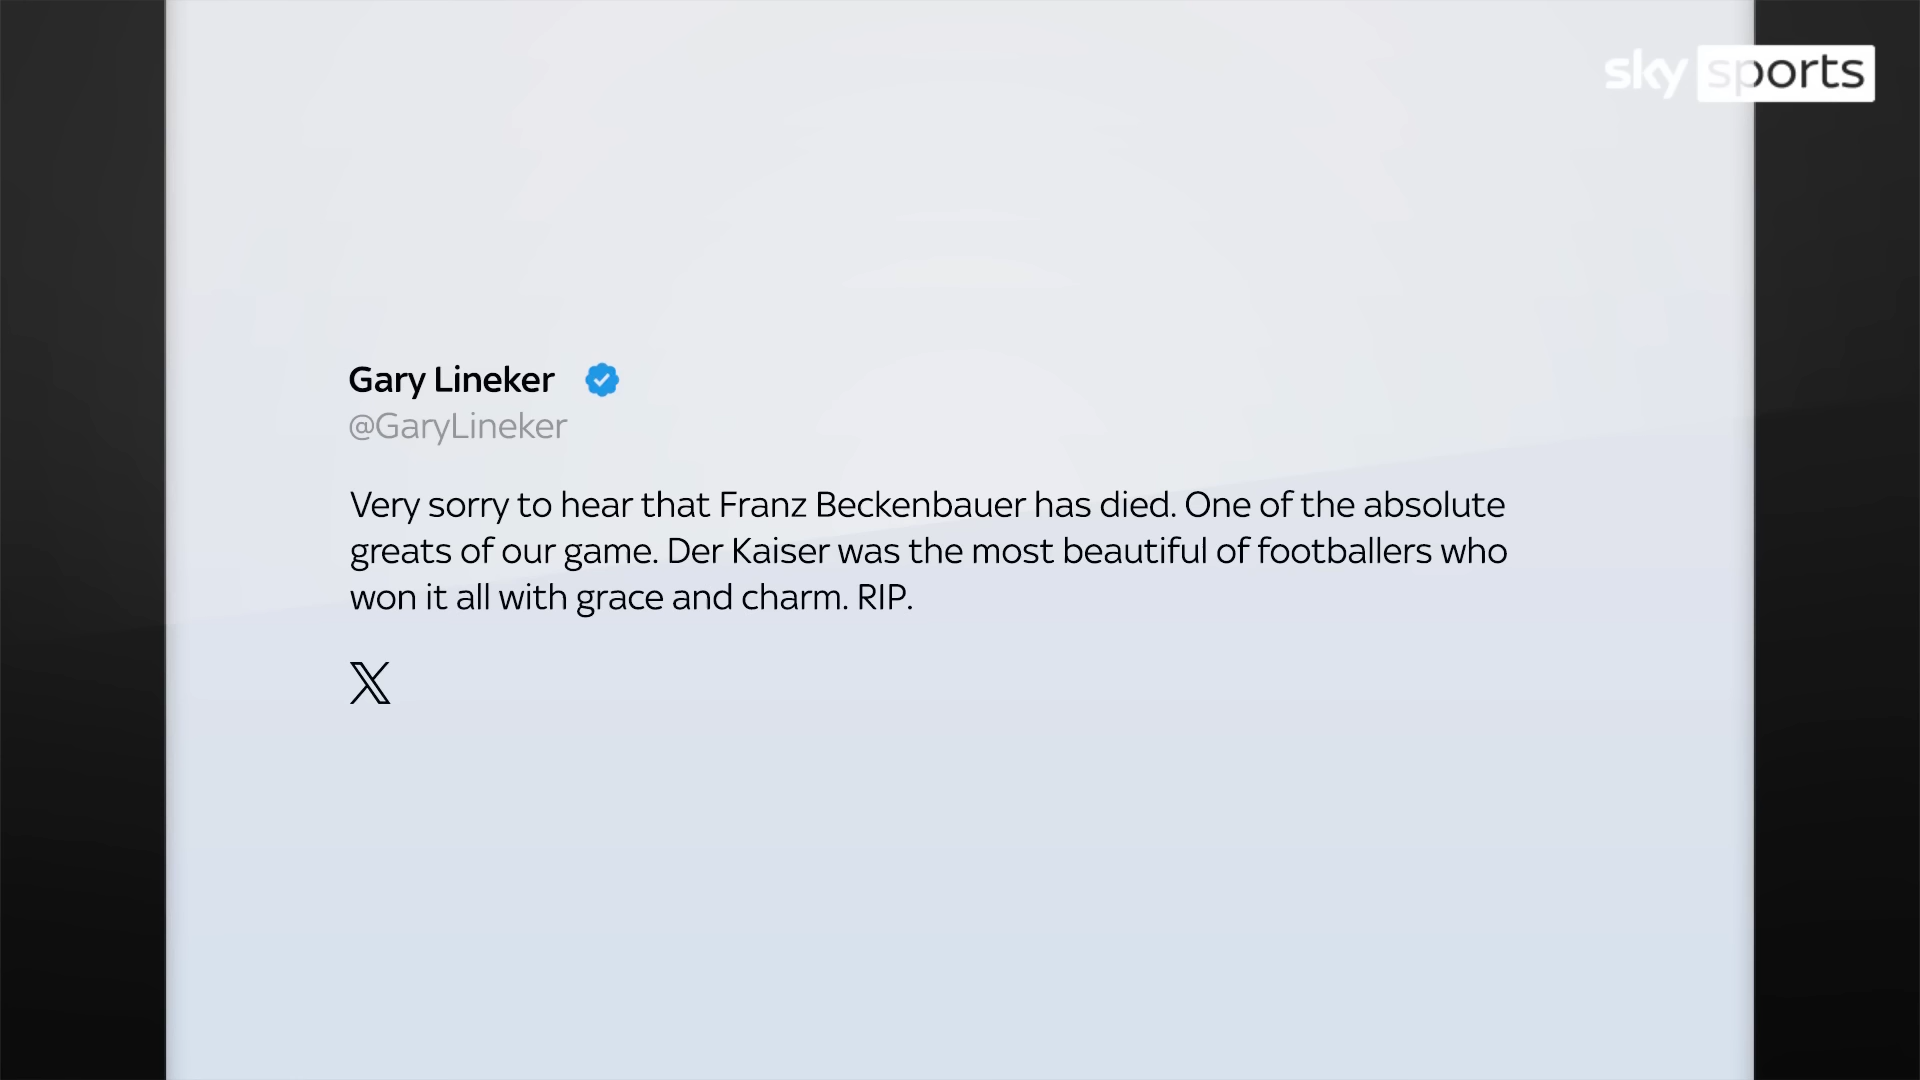 sky sports
Gary Lineker
@GaryLineker
Very sorry to hear that Franz Beckenbauer has died. One of the absolute
greats of our game. Der Kaiser was the most beautiful of footballers who
won it all with grace and charm. RIP.